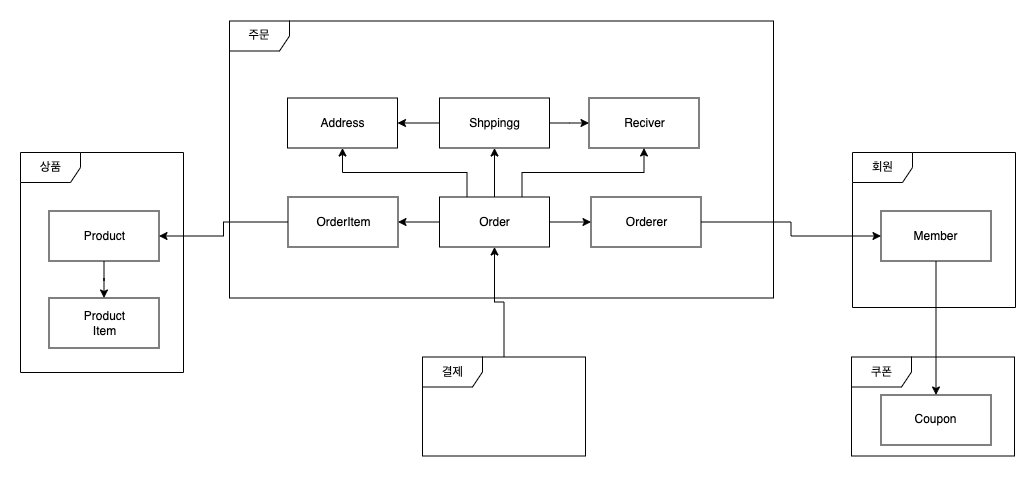 주문
Address
Shppingg
Reciver
상품
회원
Product
OrderItem
Order
Orderer
Member
Product
Item
결제
쿠폰
Coupon